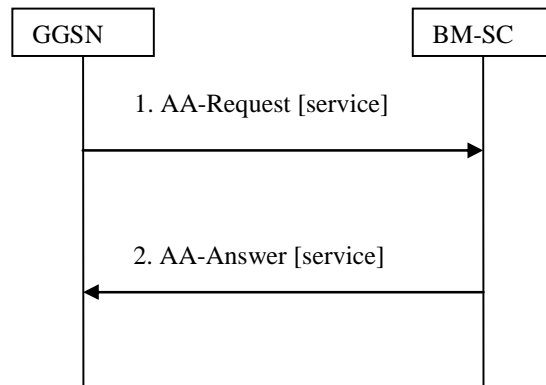 GGSN
BM-SC
1. AA-Request [service]
2. AA-Answer [service]